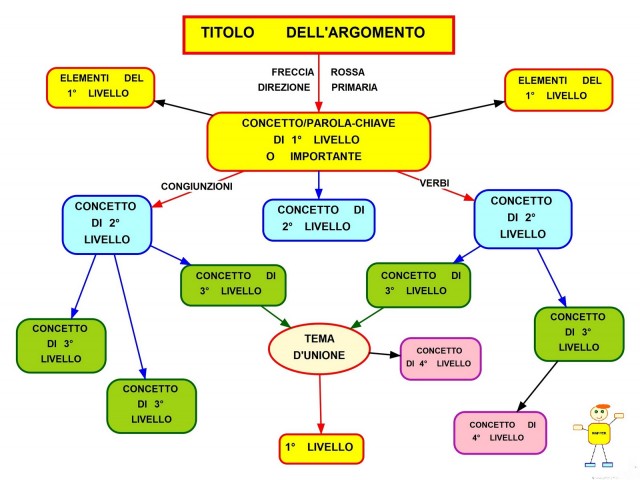 TITOLO DELL'ARGOMENTO
FRECCIA ROSSA
DIREZIONE PRIMARIA
ELEMENTI DEL
1° LIVELLO
ELEMENTI DEL
1° LIVELLO
CONCETTO/PAROLA-CHIAVE
DI 1° LIVELLO
O IMPORTANTE
CONGIUNZIONI
VERBI
CONCETTO
DI 2°
LIVELLO
CONCETTO DI
2° LIVELLO
CONCETTO
DI 2°
LIVELLO
CONCETTO DI
3° LIVELLO
CONCETTO DI
3° LIVELLO
CONCETTO
DI 3°
LIVELLO
TEMA
D'UNIONE
CONCETTO
DI 4° LIVELLO
CONCETTO
DI 3°
LIVELLO
CONCETTO
DI 3°
LIVELLO
1° LIVELLO
CONCETTO DI
4° LIVELLO